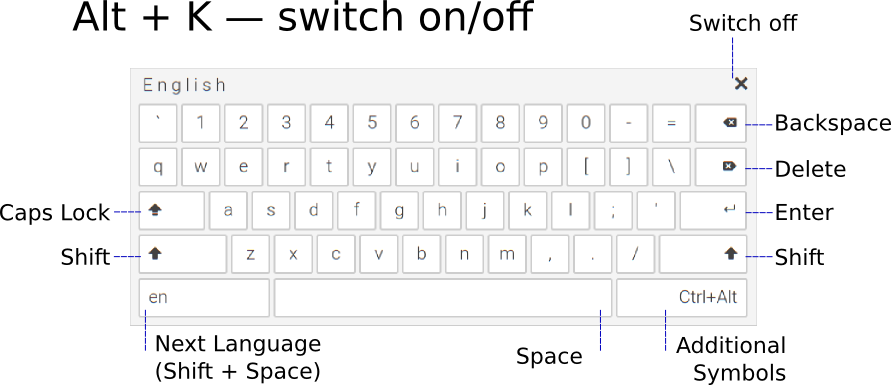 Alt + K — switch on/off
Switch off
English
` 1 2 3 4 5 6 7 8 9 0 - =
Backspace
q w e r t y u i o p [ ] \
Delete
Caps Lock
a s d f g h j k l ; '
Enter
Shift
z x c v b n m , . /
Shift
en
Ctrl+Alt
Next Language
(Shift + Space)
Space
Additional
Symbols